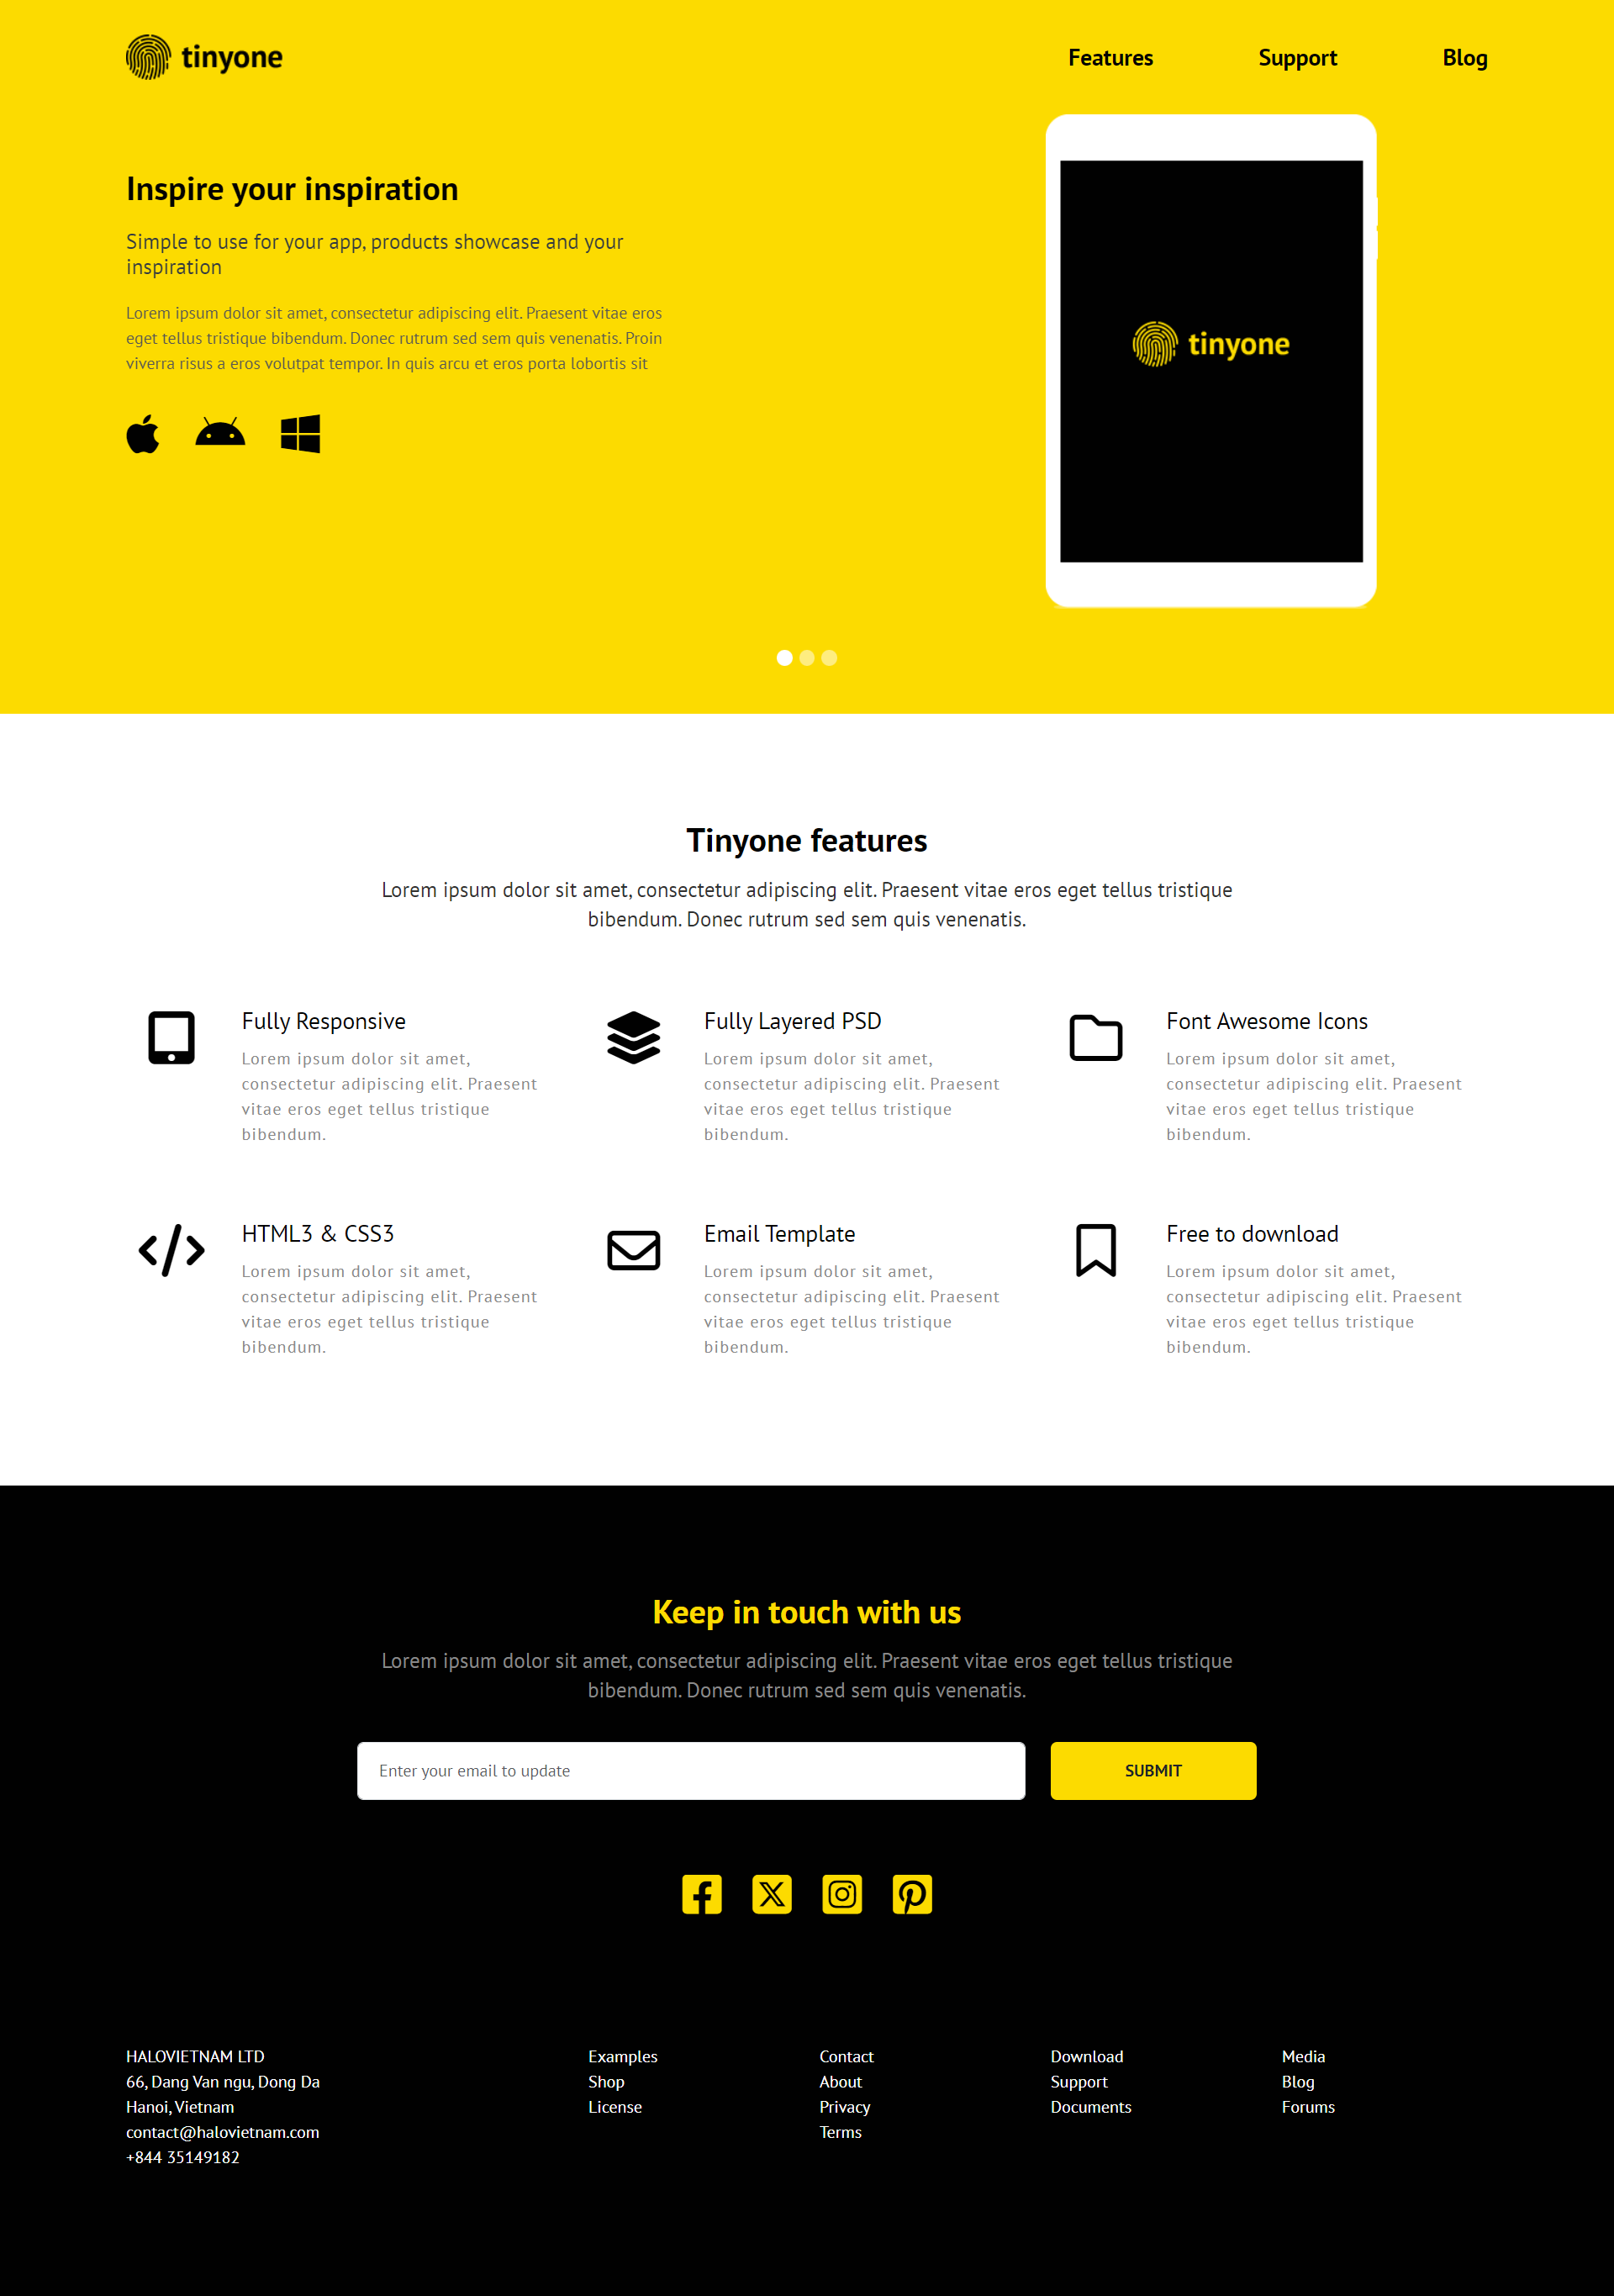 tinyone
Features
Support
Blog
Inspire your inspiration
Simple to use for your app, products showcase and your
inspiration
Lorem ipsum dolor sit amet, consectetur adipiscing elit. Praesent vitae eros
eget tellus tristique bibendum. Donec rutrum sed sem quis venenatis. Proin
viverra risus a eros volutpat tempor. In quis arcu et eros porta lobortis sit
tinyone
Tinyone features
Lorem ipsum dolor sit amet, consectetur adipiscing elit. Praesent vitae eros eget tellus tristique
bibendum. Donec rutrum sed sem quis venenatis.
Fully Responsive
Lorem ipsum dolor sit amet,
consectetur adipiscing elit. Praesent
vitae eros eget tellus tristique
bibendum.
Fully Layered PSD
Lorem ipsum dolor sit amet,
consectetur adipiscing elit. Praesent
vitae eros eget tellus tristique
bibendum.
Font Awesome Icons
Lorem ipsum dolor sit amet,
consectetur adipiscing elit. Praesent
vitae eros eget tellus tristique
bibendum.
HTML3 & CSS3
Lorem ipsum dolor sit amet,
consectetur adipiscing elit. Praesent
vitae eros eget tellus tristique
bibendum.
Email Template
Lorem ipsum dolor sit amet,
consectetur adipiscing elit. Praesent
vitae eros eget tellus tristique
bibendum.
Free to download
Lorem ipsum dolor sit amet,
consectetur adipiscing elit. Praesent
vitae eros eget tellus tristique
bibendum.
Keep in touch with us
Lorem ipsum dolor sit amet, consectetur adipiscing elit. Praesent vitae eros eget tellus tristique
bibendum. Donec rutrum sed sem quis venenatis.
Enter your email to update
SUBMIT
HALOVIETNAM LTD
66, Dang Van ngu, Dong Da
Hanoi, Vietnam
contact@halovietnam.com
+844 35149182
Examples
Shop
License
Contact
About
Privacy
Terms
Download
Support
Documents
Media
Blog
Forums